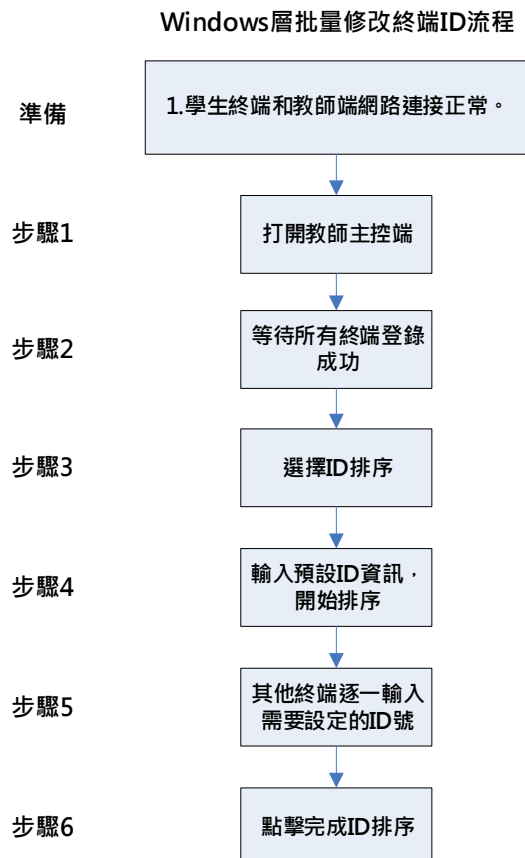 Windows層批量修改終端ID流程
準備
1.學生終端和教師端網路連接正常。
步驟1
打開教師主控端
步驟2
等待所有終端登錄
成功
步驟3
選擇ID排序
步驟4
輸入預設ID資訊，
開始排序
步驟5
其他終端逐一輸入
需要設定的ID號
步驟6
點擊完成ID排序